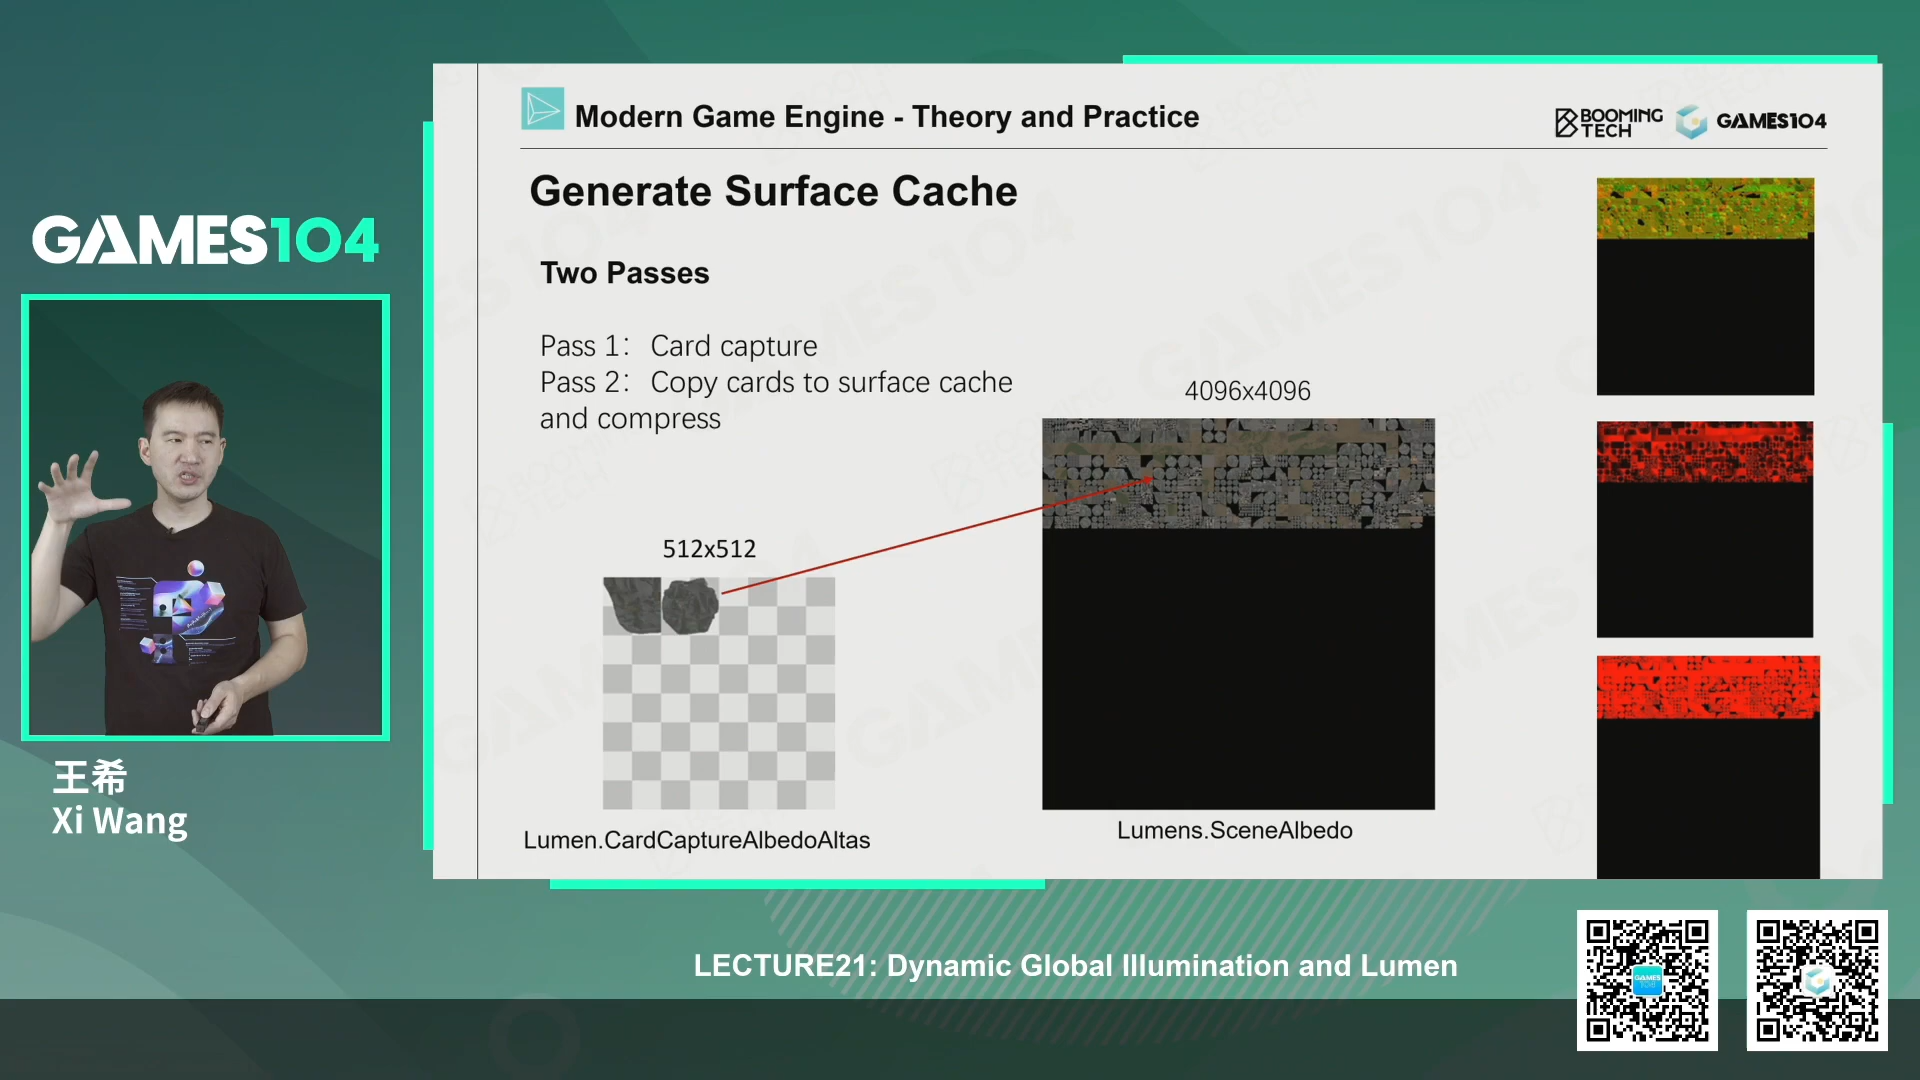 Modern Game Engine - Theory and Practice
BOOMING
TECH
GAMES104
Generate Surface Cache
GAMES104
Two Passes
Pass 1： Card capture
Pass 2： Copy cards to surface cache
and compress
4096x4096
512x512
Lumen.CardCaptureAlbedoAltas
Lumens.SceneAlbedo
王希
Xi Wang
LECTURE21: Dynamic Global Illumination and Lumen